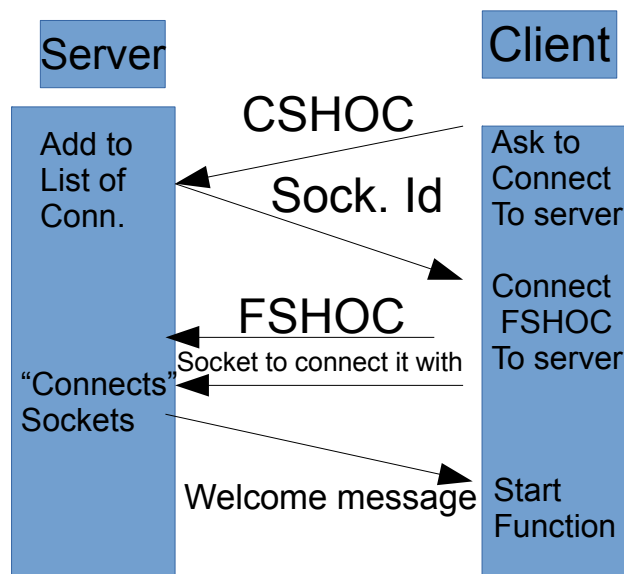 Server
Client
CSHOC
Add to
List of
Conn.
Ask to
Connect
To server
Sock. Id
Connect
FSHOC
To server
FSHOC
Socket to connect it with
“Connects”
Sockets
Welcome message
Start
Function